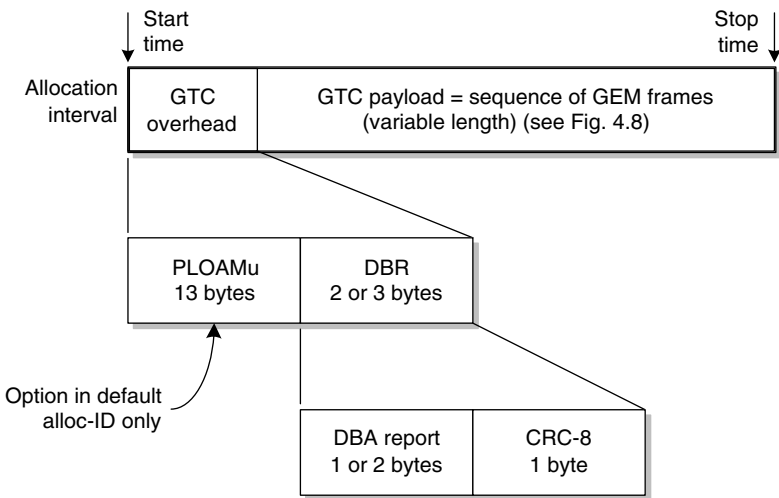 Start
time
Stop
time
Allocation
interval
GTC
overhead
GTC payload = sequence of GEM frames
(variable length) (see Fig. 4.8)
PLOAMu
13 bytes
DBR
2 or 3 bytes
Option in default
alloc-ID only
DBA report
1 or 2 bytes
CRC-8
1 byte